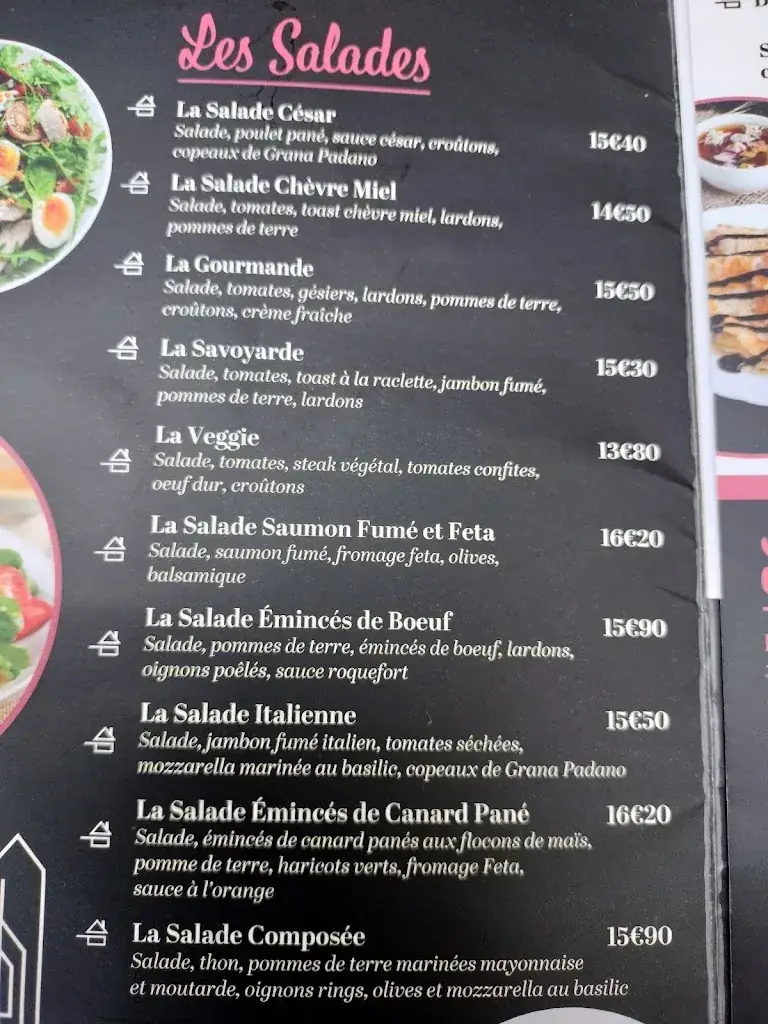 Les Salades
La Salade César
Salade, poulet pané, sauce césar, croûtons,
copeaux de Grana Padano
15€40
La Salade Chèvre Miel
Salade, tomates, toast chèvre miel, lardons,
pommes de terre
14€50
La Gourmande
Salade, tomates, gésiers, lardons, pommes de terre,
croûtons, crème fraîche
15€50
La Savoyarde
Salade, tomates, toast à la raclette, jambon fumé,
pommes de terre, lardons
15€30
La Veggie
Salade, tomates, steak végétal, tomates confites,
oeuf dur, croûtons
13€80
La Salade Saumon Fumé et Feta
Salade, saumon fumé, fromage feta, olives,
balsamique
16€20
La Salade Émincés de Boeuf
Salade, pommes de terre, émincés de boeuf, lardons,
oignons poêlés, sauce roquefort
15€90
La Salade Italienne
Salade, jambon fumé italien, tomates séchées,
mozzarella marinée au basilic, copeaux de Grana Padano
15€50
La Salade Émincés de Canard Pané
Salade, émincés de canard panés aux flocons de maïs,
pomme de terre, haricots verts, fromage Feta,
sauce à l'orange
16€20
La Salade Composée
Salade, thon, pommes de terre marinées mayonnaise
et moutarde, oignons rings, olives et mozzarella au basilic
15€90